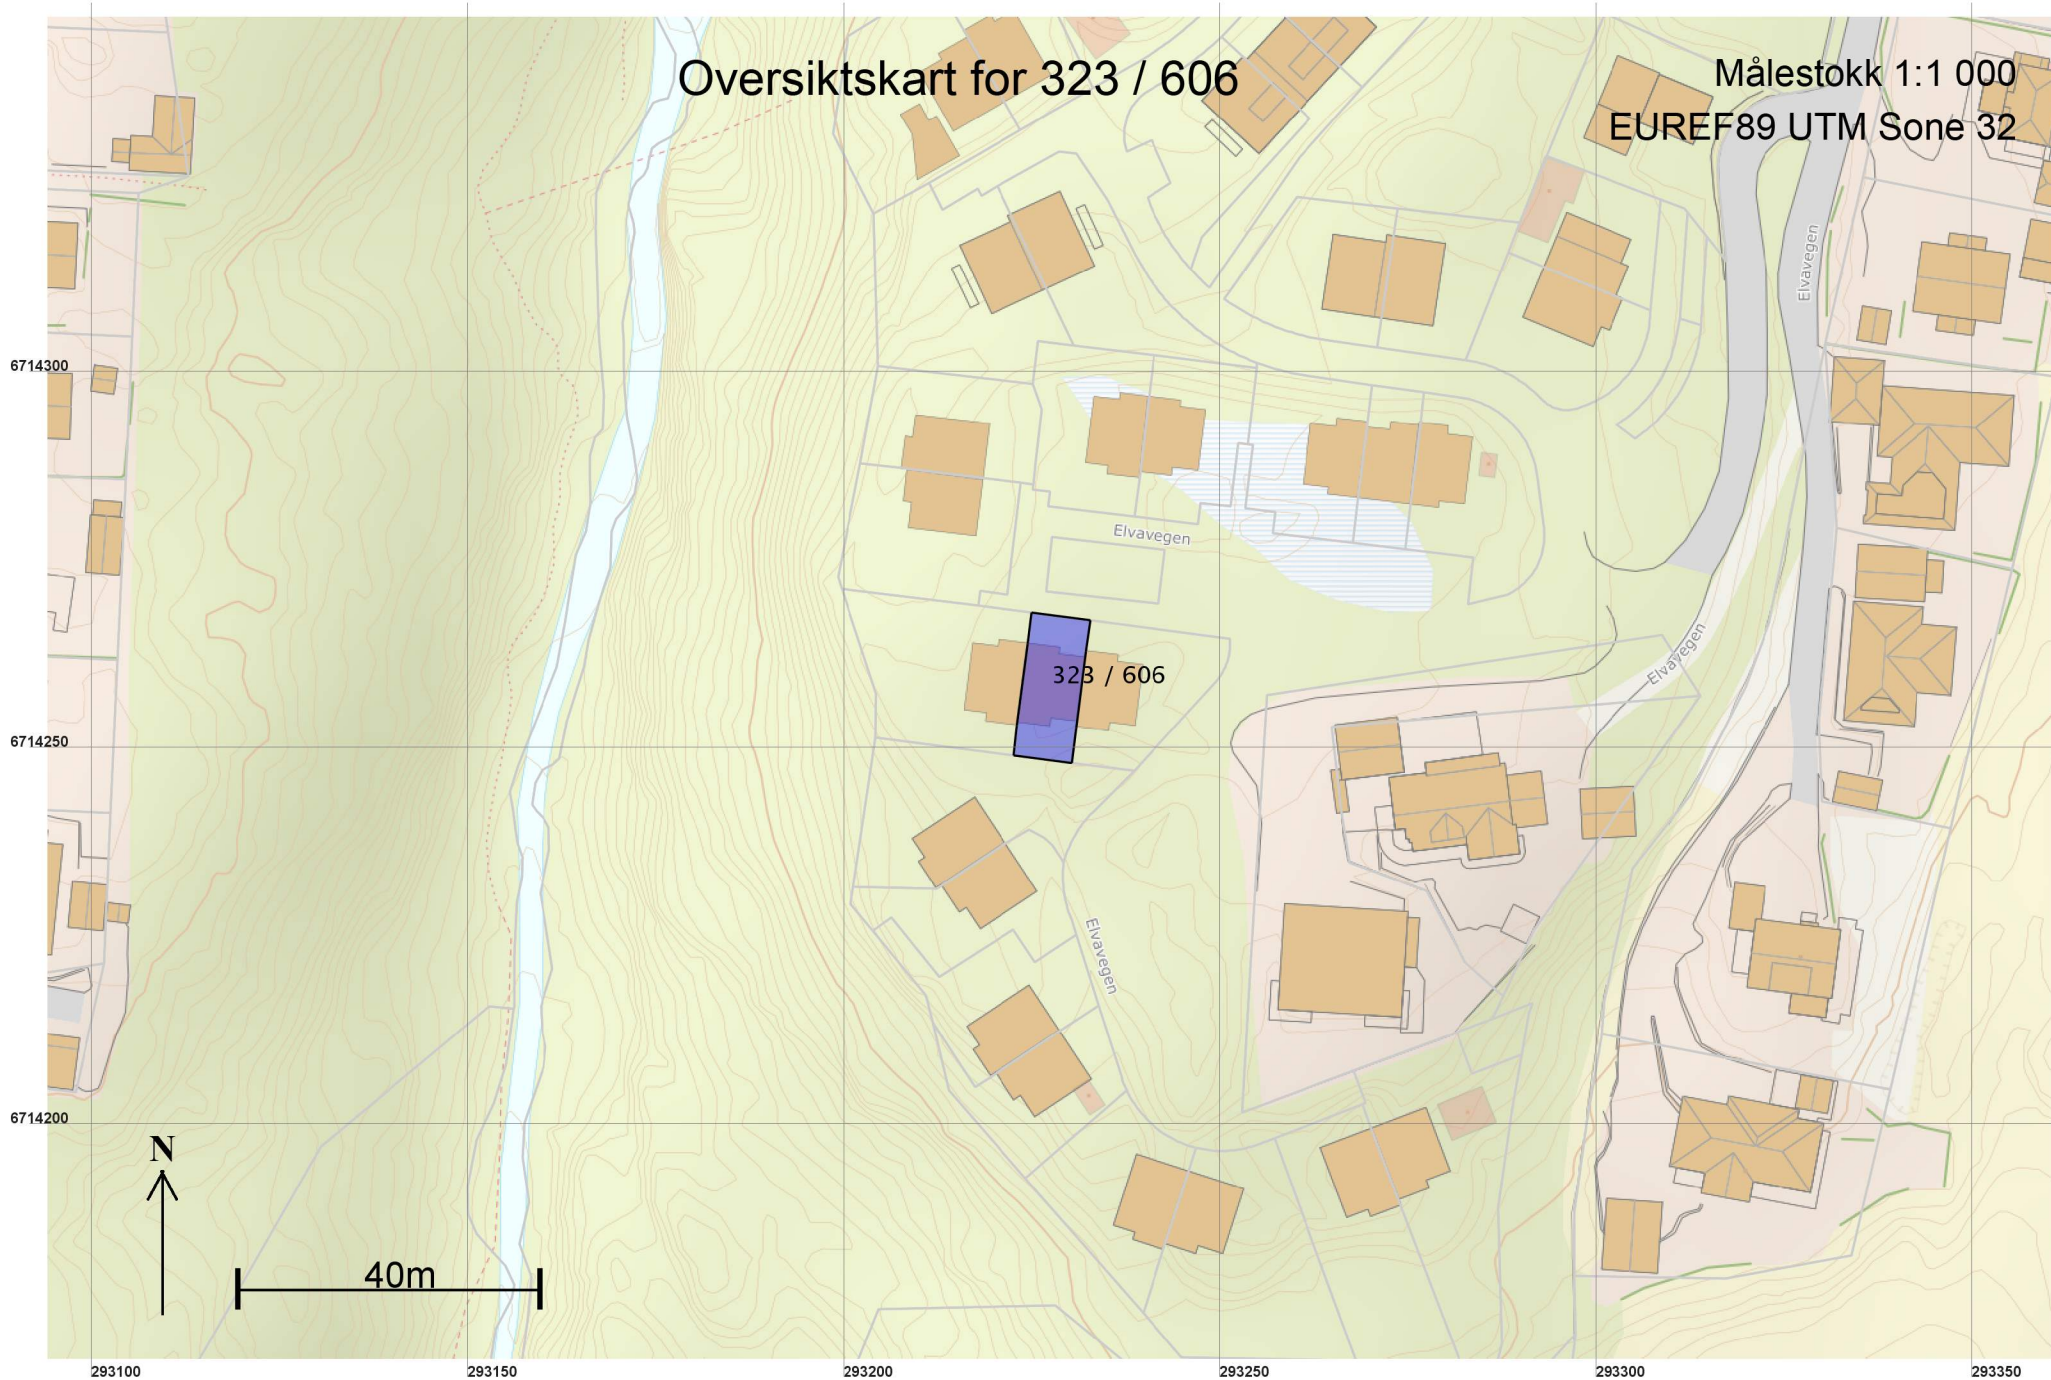 Oversiktskart for 323 / 606
Målestokk 1:1 000
EUREF89 UTM Sone 32
Elvavegen
6714300
Elvavegen
Elvavegen
323 / 606
6714250
Elvavegen
6714200
N
40m
293100
293150
293200
293250
293300
293350